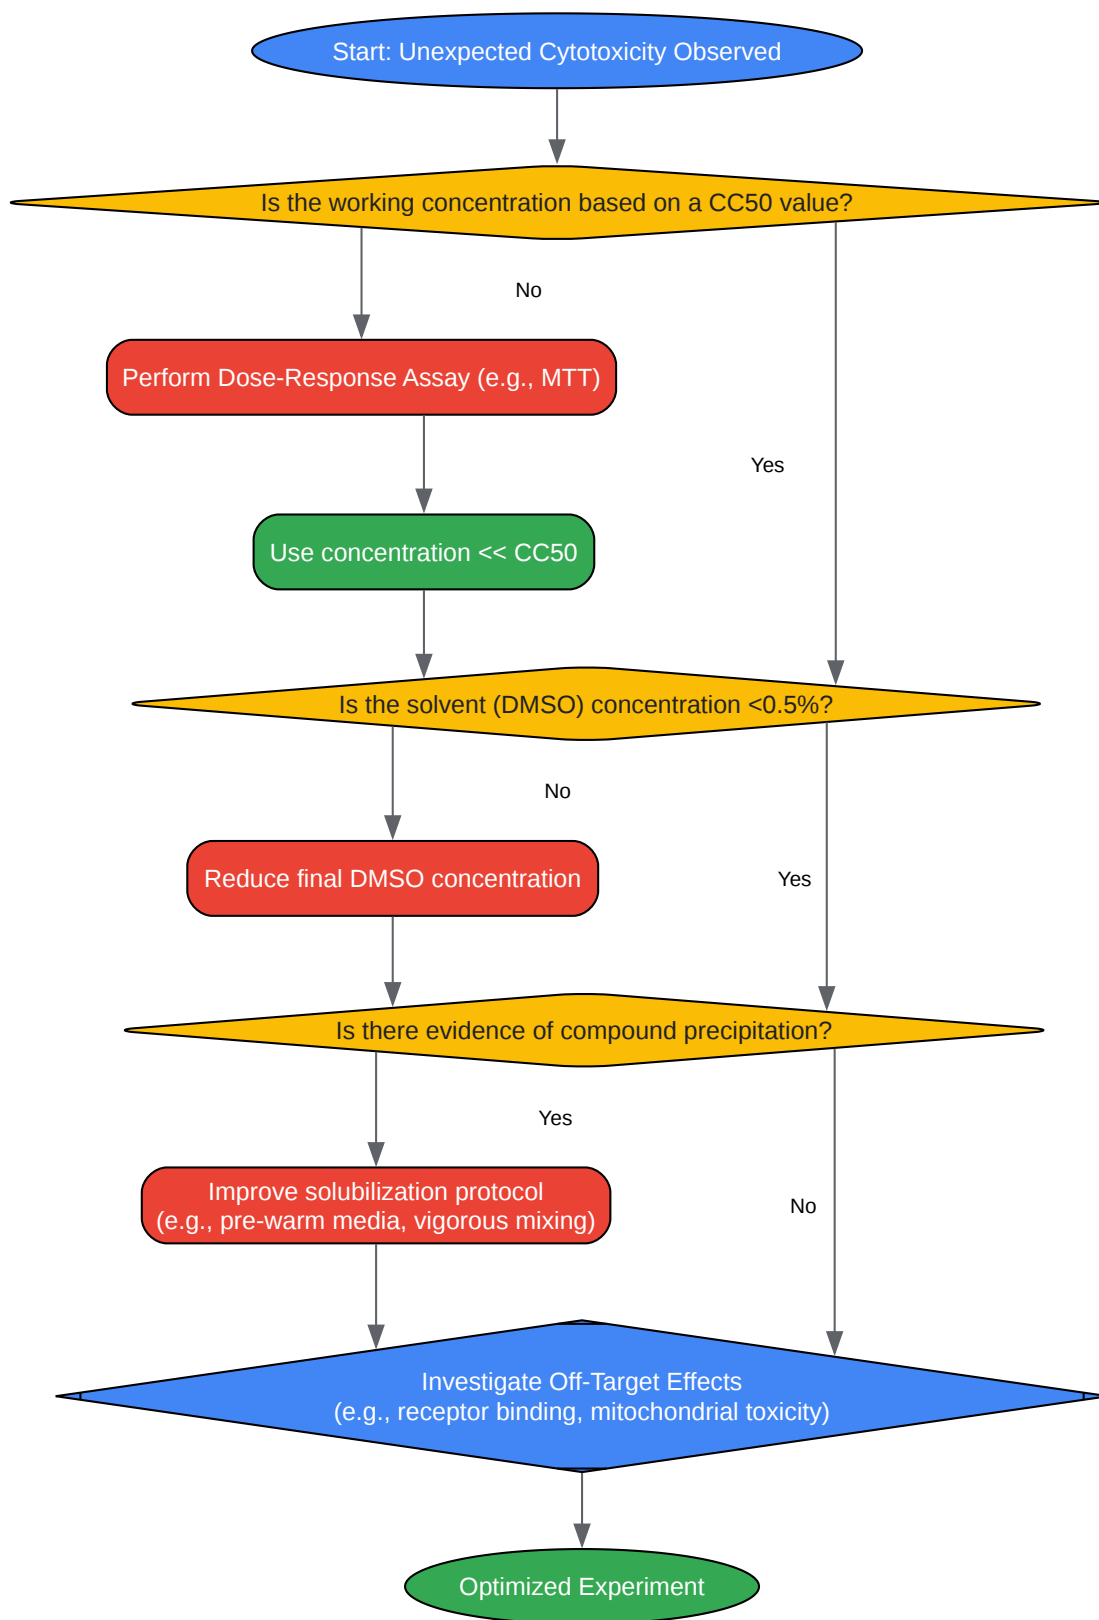 Start: Unexpected Cytotoxicity Observed
Is the working concentration based on a CC50 value?
No
Perform Dose-Response Assay (e.g., MTT)
Yes
Use concentration << CC50
Is the solvent (DMSO) concentration <0.5%?
No
Reduce final DMSO concentration
Yes
Is there evidence of compound precipitation?
Yes
Improve solubilization protocol
(e.g., pre-warm media, vigorous mixing)
No
Investigate Off-Target Effects
(e.g., receptor binding, mitochondrial toxicity)
Optimized Experiment